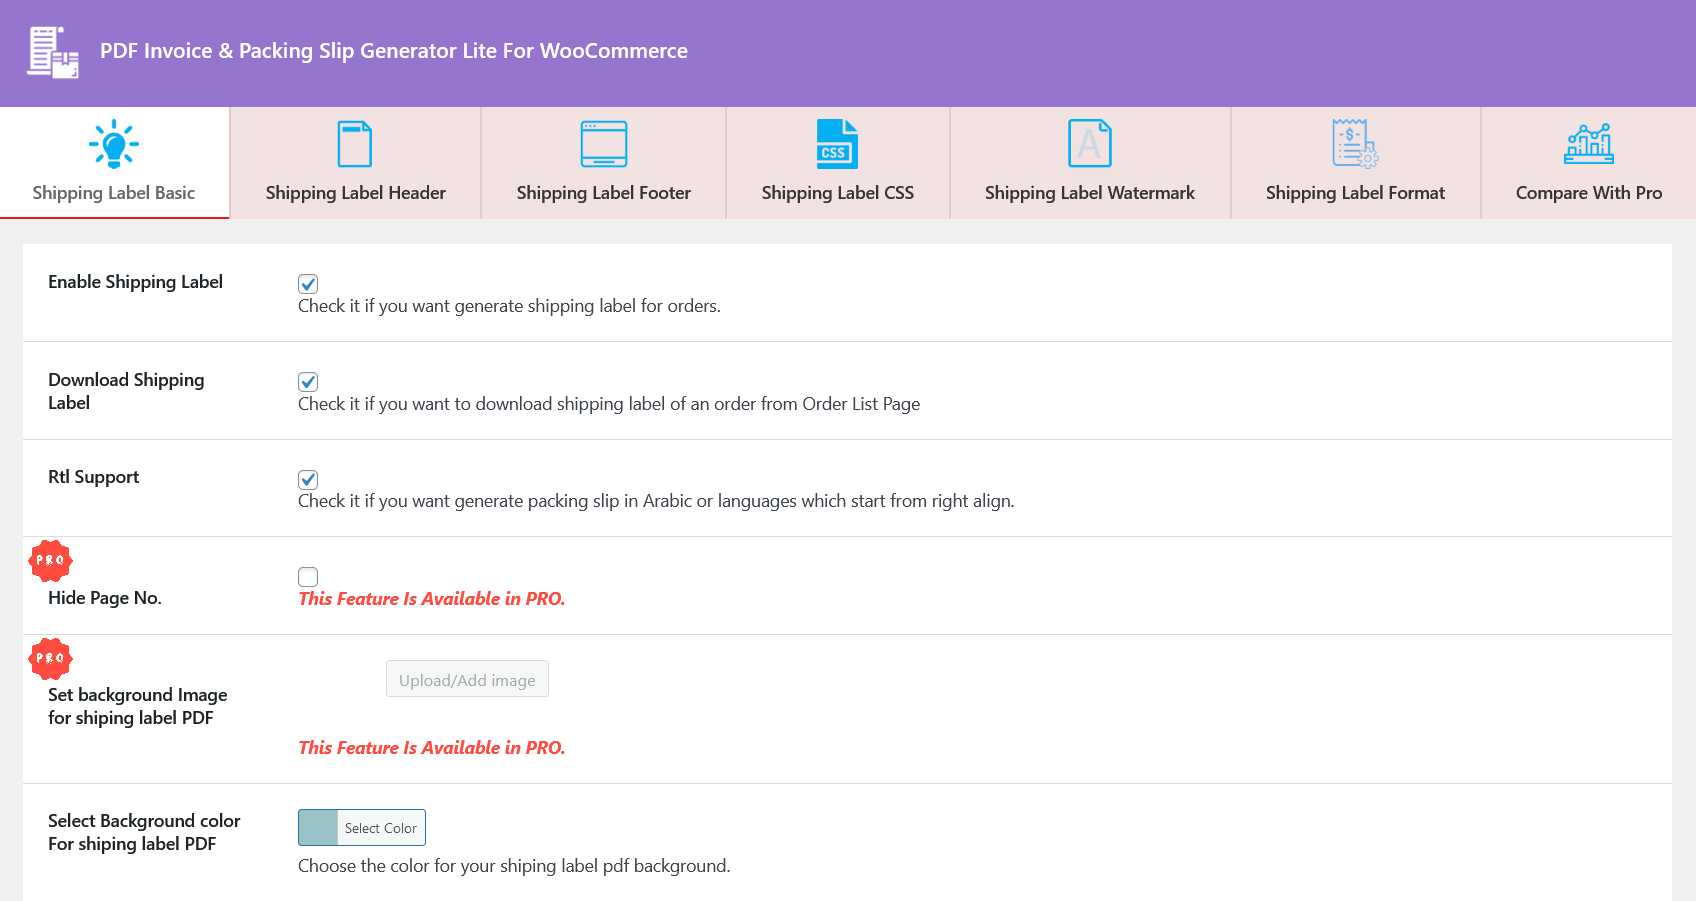 PDF Invoice & Packing Slip Generator Lite For WooCommerce
Shipping Label Basic
Shipping Label Header
Shipping Label Footer
CSS
Shipping Label CSS
A
Shipping Label Watermark
$
Shipping Label Format
Compare With Pro
Enable Shipping Label
Check it if you want generate shipping label for orders.
Download Shipping
Label
Check it if you want to download shipping label of an order from Order List Page
Rtl Support
Check it if you want generate packing slip in Arabic or languages which start from right align.
PRO
Hide Page No.
This Feature Is Available in PRO.
PRO
Set background Image
for shiping label PDF
Upload/Add image
This Feature Is Available in PRO.
Select Background color
For shiping label PDF
Select Color
Choose the color for your shiping label pdf background.